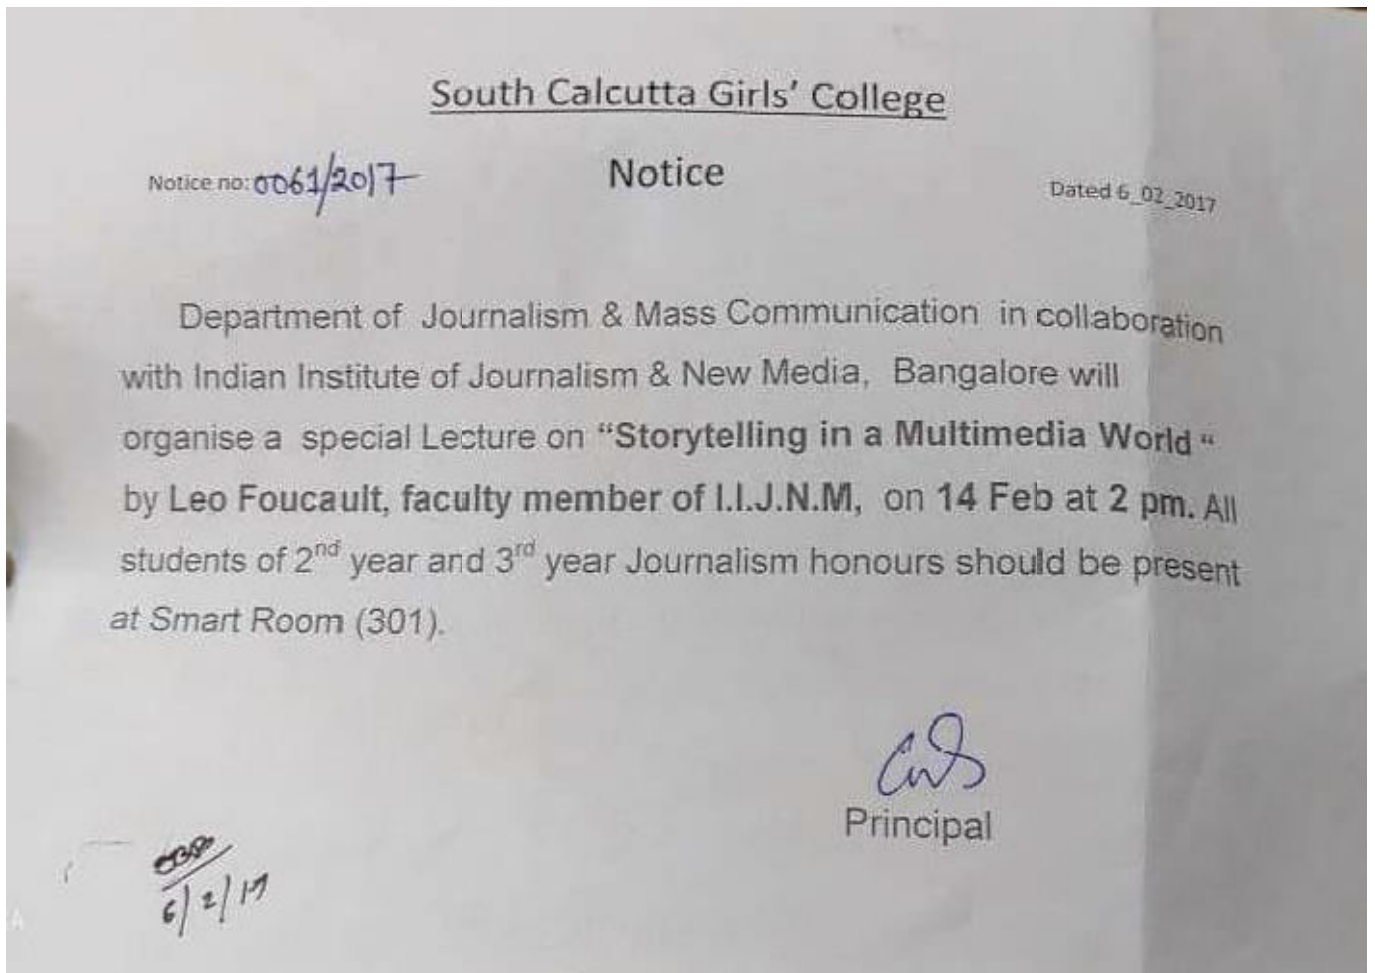 South Calcutta Girls' College
Notice no: 0061/2017 Notice Dated 6_02_2017
Department of Journalism & Mass Communication in collaboration
with Indian Institute of Journalism & New Media, Bangalore will
organise a special Lecture on “Storytelling in a Multimedia World “
by Leo Foucault, faculty member of I.I.J.N.M, on 14 Feb at 2 pm. All
students of 2nd year and 3rd year Journalism honours should be present
at Smart Room (301).
Principal
6/2/17